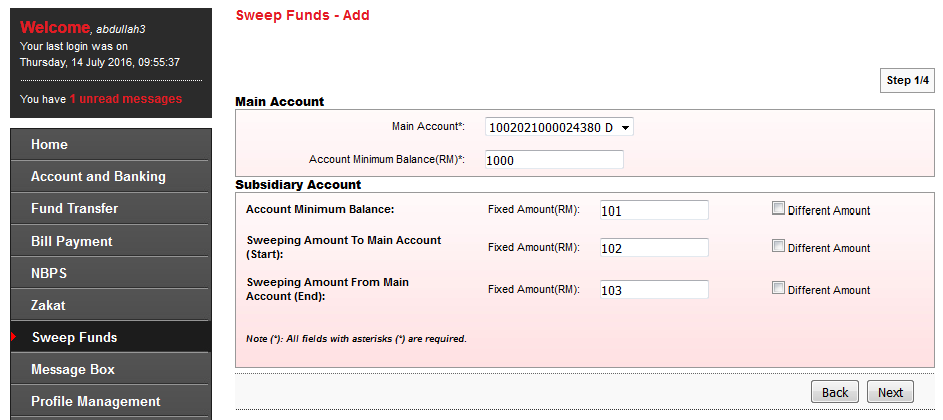 Welcome, abdullah3
Your last login was on
Thursday, 14 July 2016, 09:55:37
You have 1 unread messages
Home
Account and Banking
Fund Transfer
Bill Payment
NBPS
Zakat
Sweep Funds
Message Box
Profile Management
Sweep Funds - Add
Step 1/4
Main Account
Main Account*: 1002021000024380 D
Account Minimum Balance(RM)*: 1000
Subsidiary Account
Account Minimum Balance: Fixed Amount(RM): 101 Different Amount
Sweeping Amount To Main Account
(Start): Fixed Amount(RM): 102 Different Amount
Sweeping Amount From Main
Account (End): Fixed Amount(RM): 103 Different Amount
Note (*): All fields with asterisks (*) are required.
Back Next